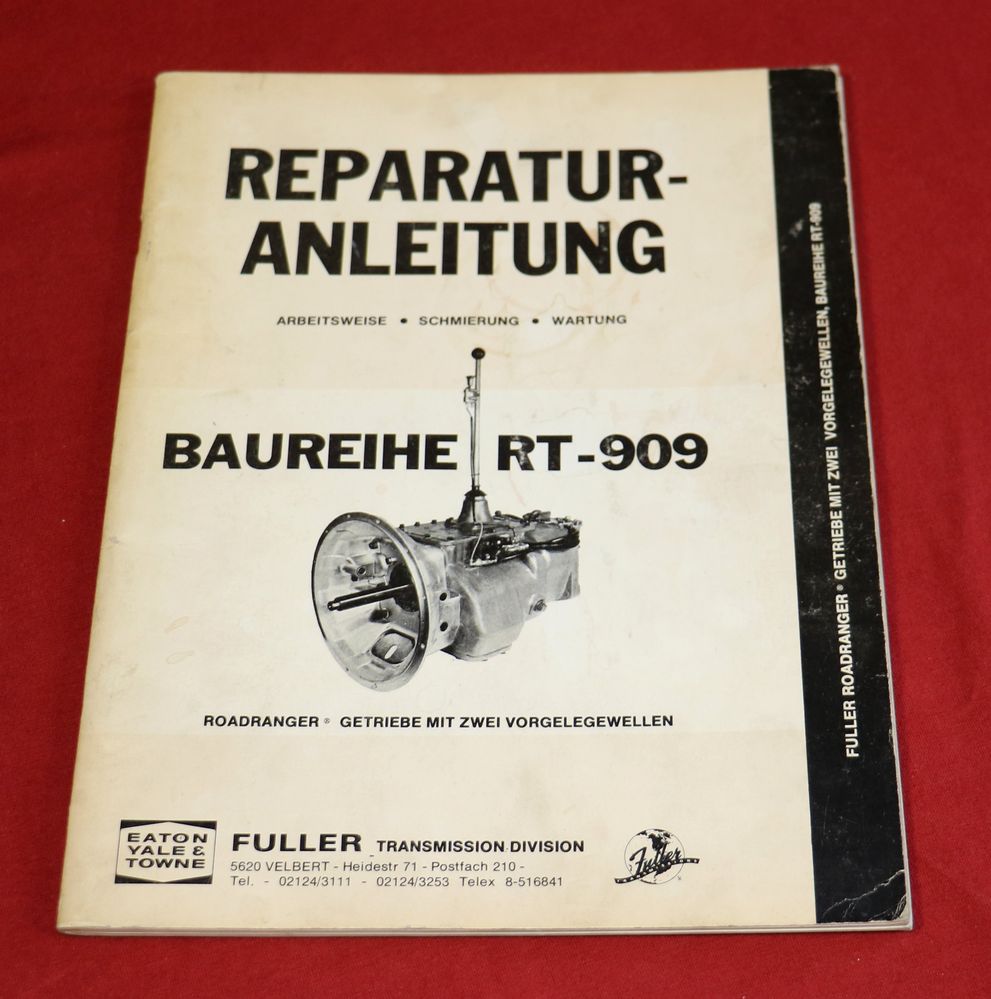 REPARATUR-
ANLEITUNG
ARBEITSWEISE • SCHMIERUNG • WARTUNG
BAUREIHE RT-909
ROADRANGER ® GETRIEBE MIT ZWEI VORGELEGEWELLEN
EATON
YALE &
TOWNE
FULLER TRANSMISSION DIVISION
5620 VELBERT - Heidestr 71 - Postfach 210 -
Tel. - 02124/3111 - 02124/3253 Telex 8-516841
Fuller
FULLER ROADRANGER ® GETRIEBE MIT ZWEI VORGELEGEWELLEN, BAUREIHE RT-909